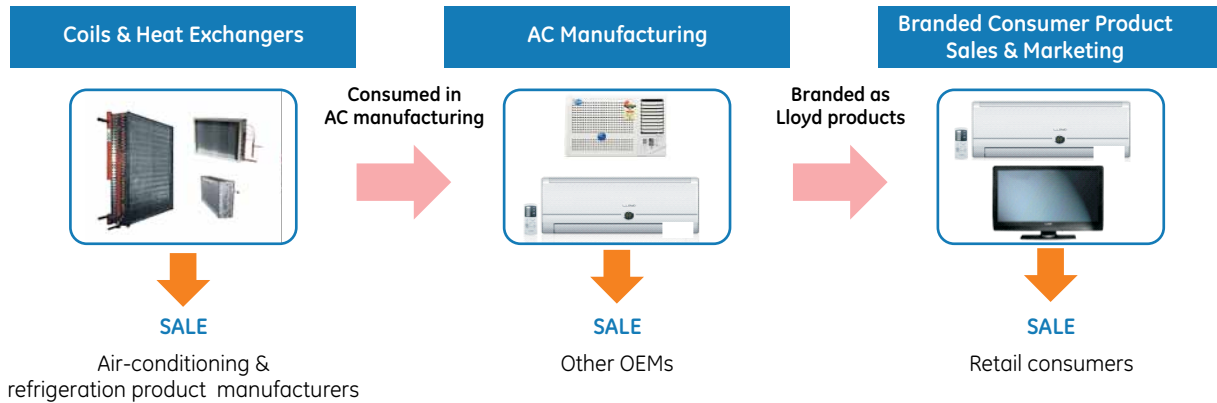 Coils & Heat Exchangers
AC Manufacturing
Branded Consumer Product
Sales & Marketing
Consumed in
AC manufacturing
Branded as
Lloyd products
SALE
SALE
SALE
Air-conditioning &
refrigeration product manufacturers
Other OEMs
Retail consumers